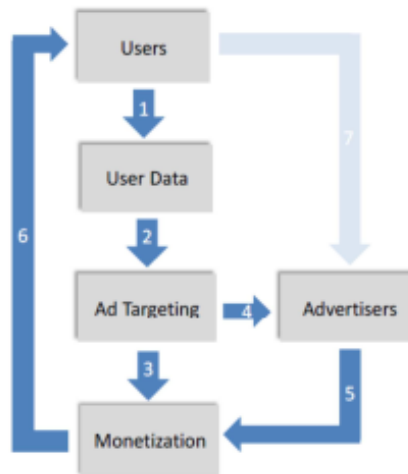 Users
1
7
User Data
6
2
Ad Targeting
4
Advertisers
3
5
Monetization